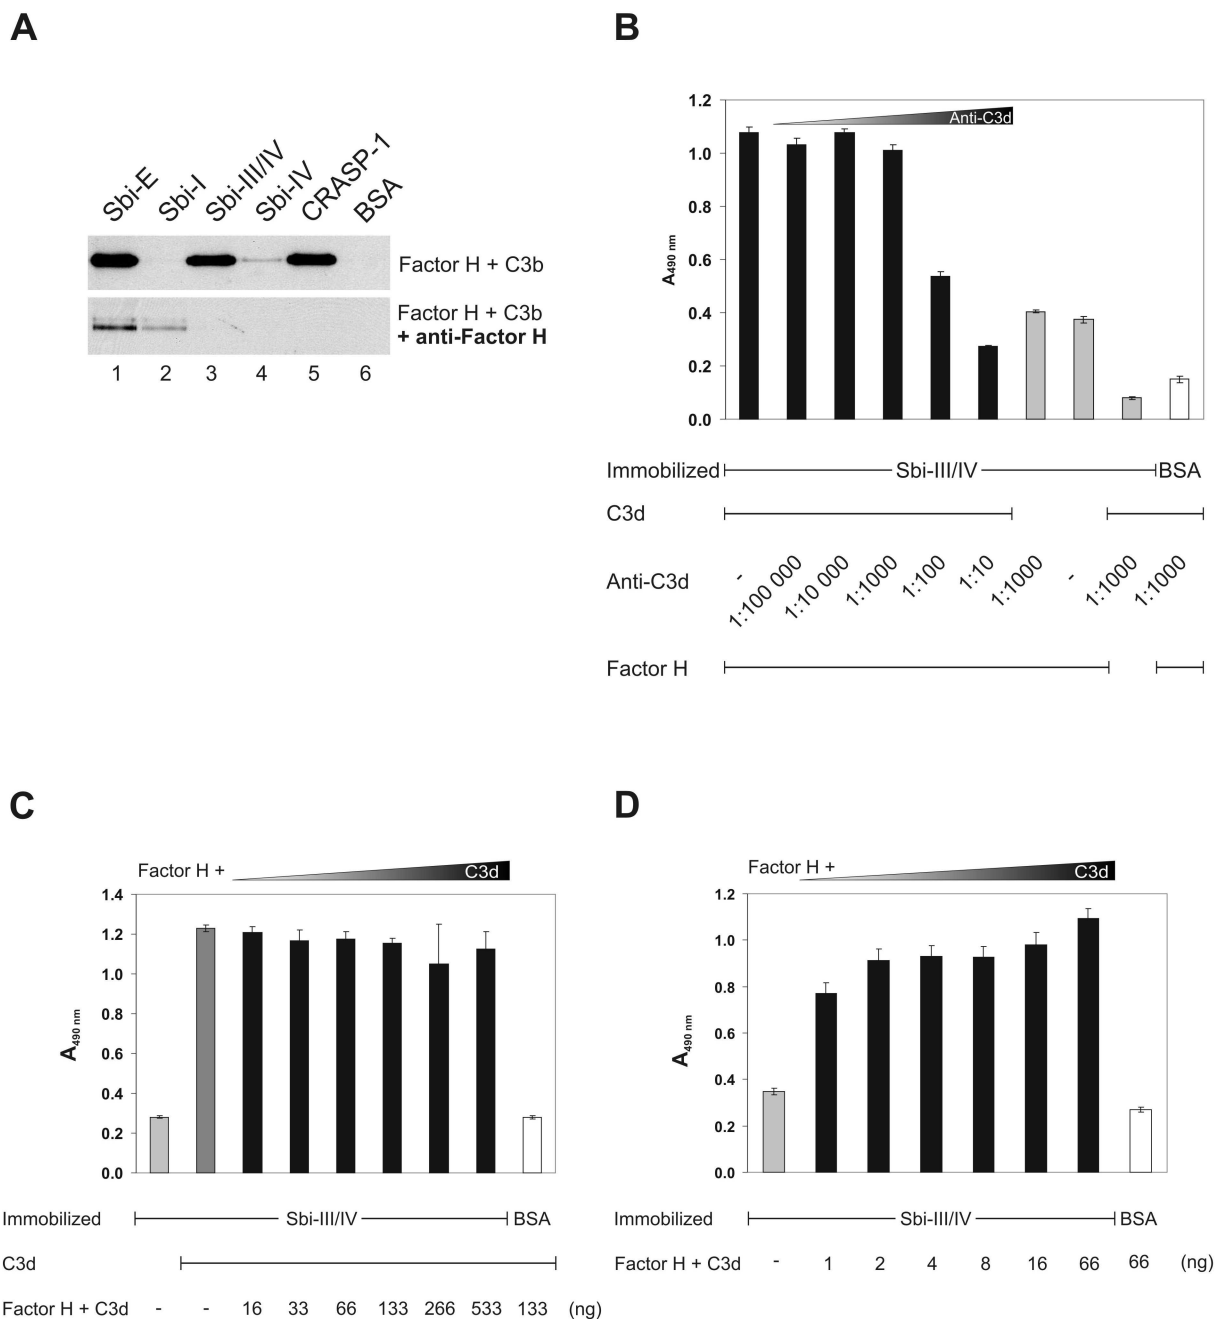 A
Sbi-E Sbi-I Sbi-III/IV Sbi-IV CRASP-1 BSA
Factor H + C3b
Factor H + C3b
+ anti-Factor H
1 2 3 4 5 6
B
Anti-C3d
1.2
1.0
0.8
0.6
0.4
0.2
0.0
A490 nm
Immobilized Sbi-III/IV BSA
C3d
Anti-C3d - 1:100 000 1:10 000 1:1000 1:100 1:10 1:1000 - 1:1000 1:1000
Factor H
C
Factor H + C3d
1.4
1.2
1.0
0.8
0.6
0.4
0.2
0.0
A490 nm
Immobilized Sbi-III/IV BSA
C3d
Factor H + C3d - - 16 33 66 133 266 533 133 (ng)
D
Factor H + C3d
1.2
1.0
0.8
0.6
0.4
0.2
0.0
A490 nm
Immobilized Sbi-III/IV BSA
Factor H + C3d - 1 2 4 8 16 66 66 (ng)